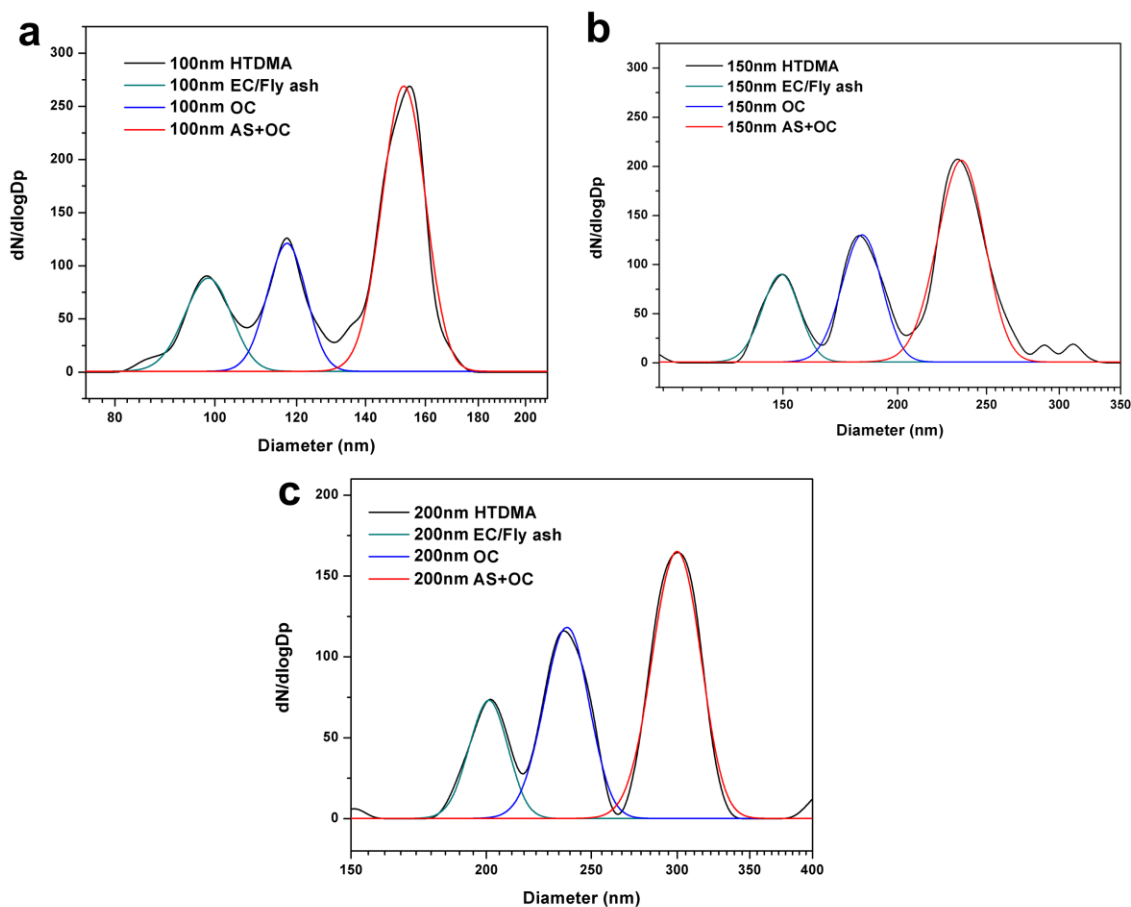 a
100nm HTDMA
100nm EC/Fly ash
100nm OC
100nm AS+OC
300
250
200
150
100
50
0
dN/dlogDp
80 100 120 140 160 180 200
Diameter (nm)
b
150nm HTDMA
150nm EC/Fly ash
150nm OC
150nm AS+OC
300
250
200
150
100
50
0
dN/dlogDp
150 200 250 300 350
Diameter (nm)
c
200nm HTDMA
200nm EC/Fly ash
200nm OC
200nm AS+OC
200
150
100
50
0
dN/dlogDp
150 200 250 300 350 400
Diameter (nm)